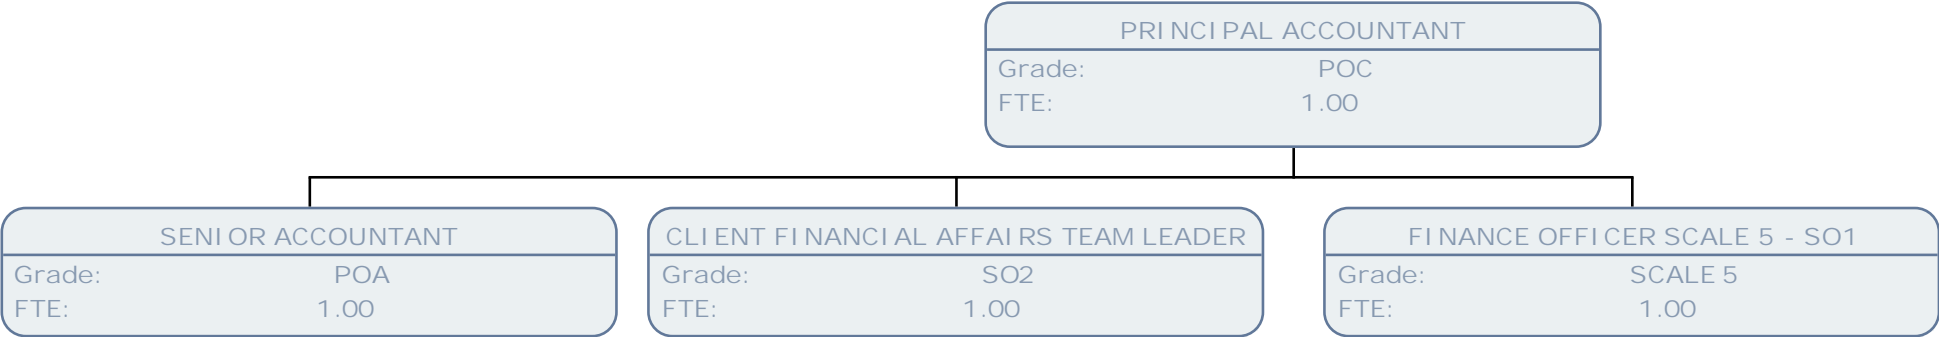 PRINCIPAL ACCOUNTANT
Grade: POC
FTE: 1.00
SENIOR ACCOUNTANT
Grade: POA
FTE: 1.00
CLIENT FINANCIAL AFFAIRS TEAM LEADER
Grade: SO2
FTE: 1.00
FINANCE OFFICER SCALE 5 - SO1
Grade: SCALE 5
FTE: 1.00